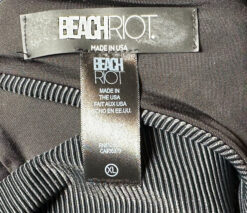 BEACHRIOT.
MADE IN USA
BEACH
RIOT
MADE IN
THE USA
FAIT AUX USA
HECHO EN EE.UU.
XL